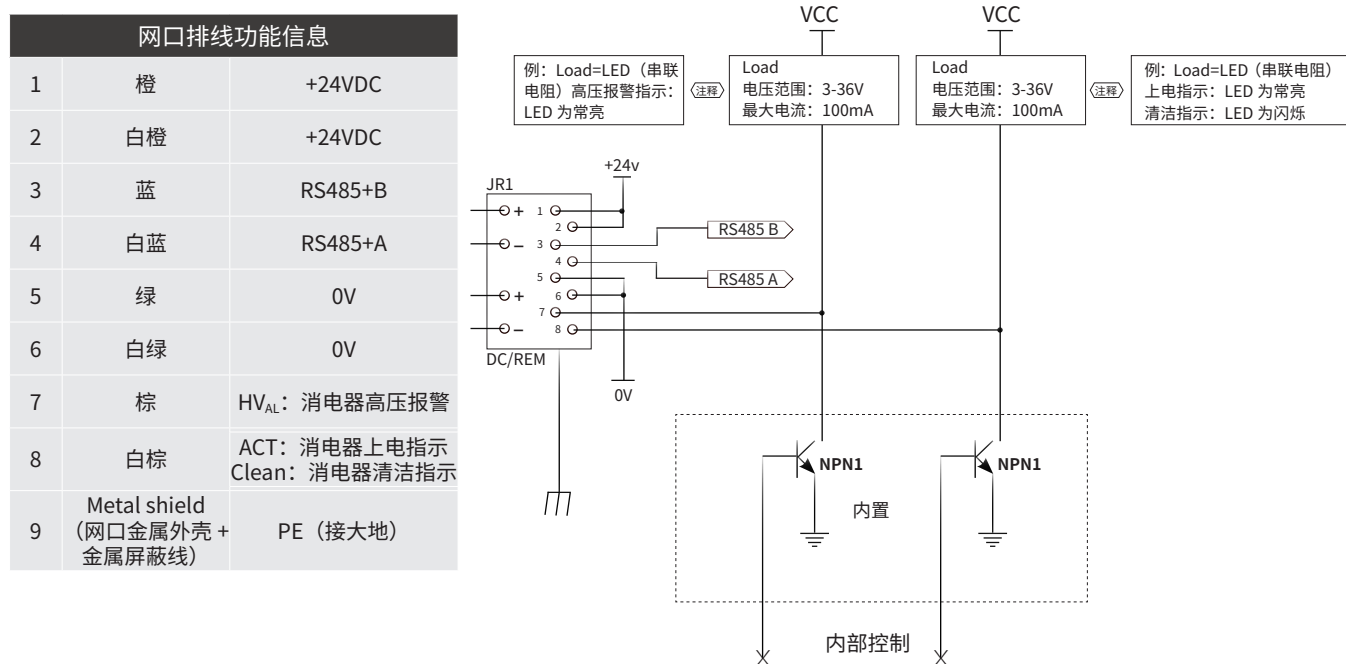 网口排线功能信息
1 橙 +24VDC
2 白橙 +24VDC
3 蓝 RS485+B
4 白蓝 RS485+A
5 绿 0V
6 白绿 0V
7 棕 HVAL：消电器高压报警
8 白棕 ACT：消电器上电指示
Clean：消电器清洁指示
9 Metal shield
（网口金属外壳 +
金属屏蔽线）
PE（接大地）
VCC
VCC
例：Load=LED（串联
电阻）高压报警指示：
LED 为常亮
注释
Load
电压范围：3-36V
最大电流：100mA
Load
电压范围：3-36V
最大电流：100mA
注释
例：Load=LED（串联电阻）
上电指示：LED 为常亮
清洁指示：LED 为闪烁
+24v
JR1
+ 1
2
− 3
4
5
+ 6
7
− 8
RS485 B
RS485 A
DC/REM
0V
NPN1
NPN1
内置
内部控制